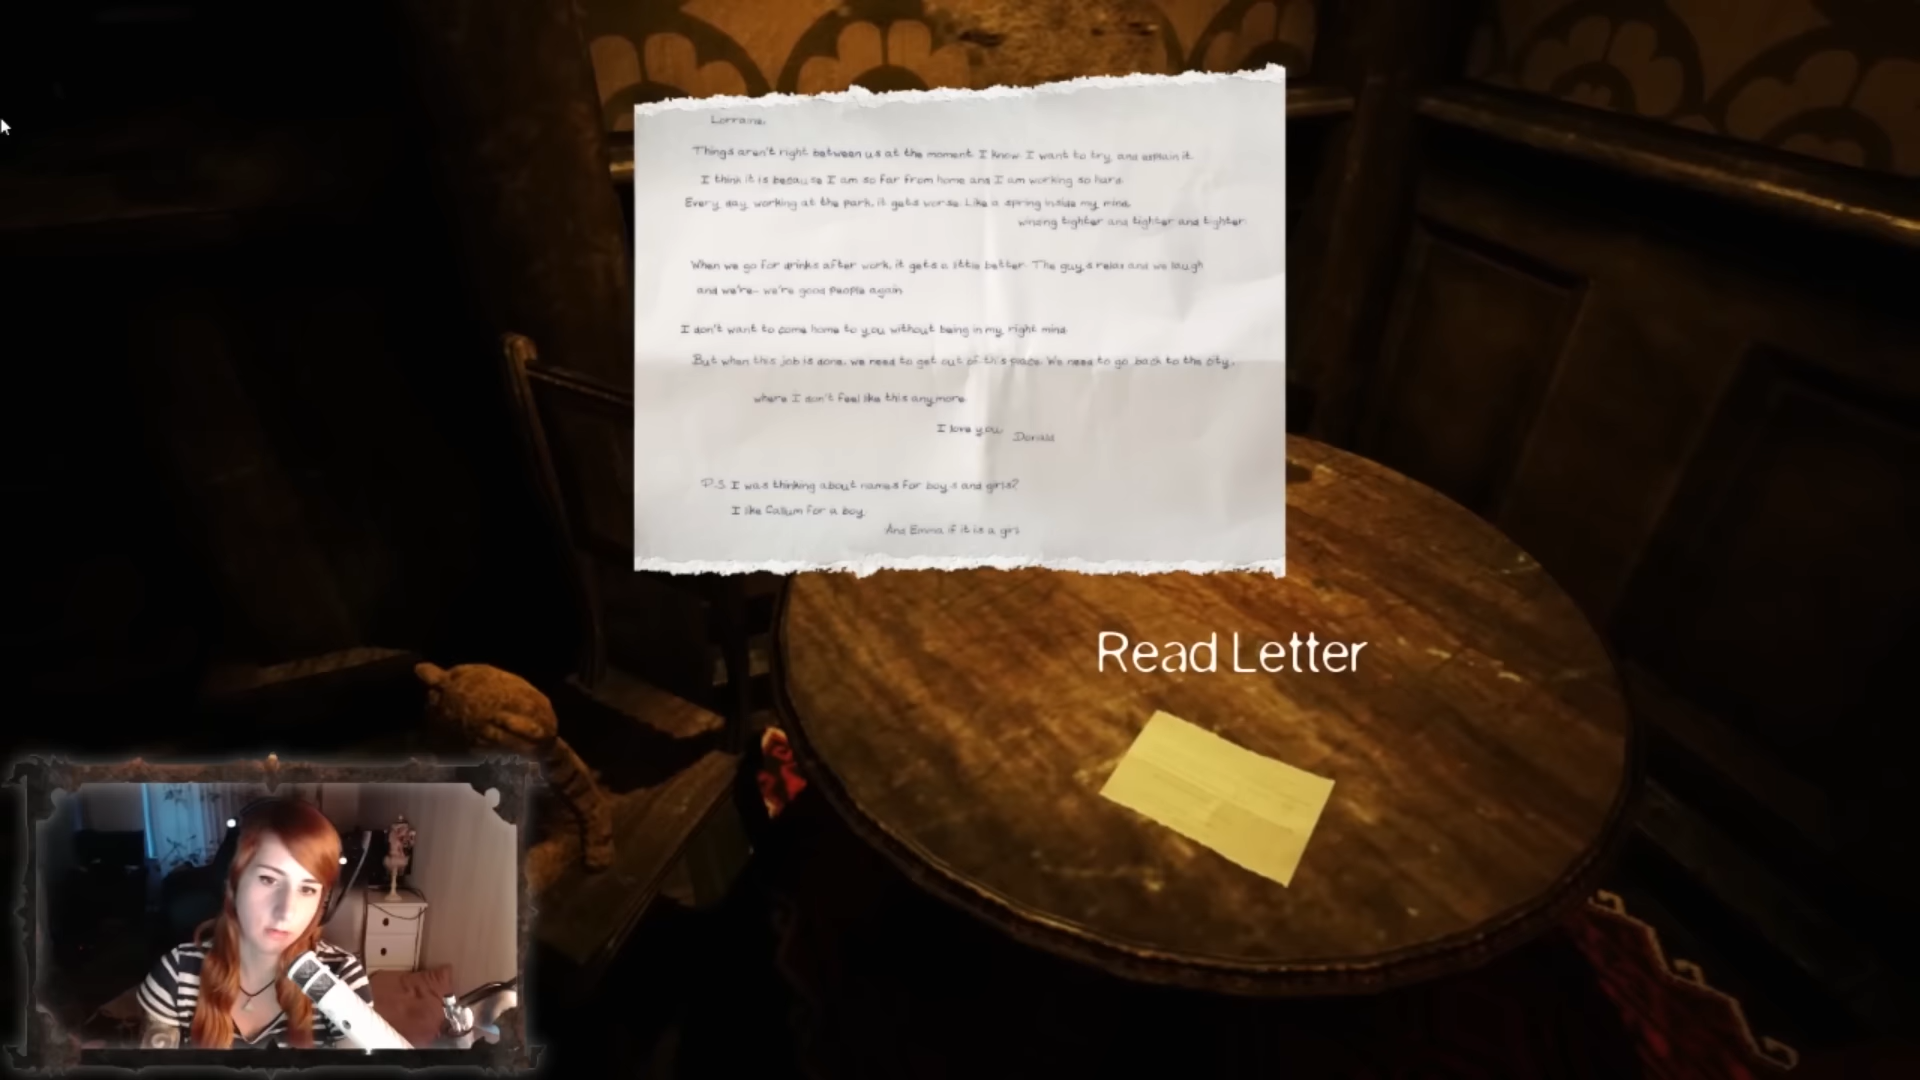 Lorraine,
Things aren't right between us at the moment I know. I want to try and explain it.
I think it is because I am so far from home and I am working so hard.
Every day working at the park, it gets worse. Like a spring inside my mind
winding tighter and tighter and tighter.
When we go for drinks after work, it gets a little better. The guys relax and we laugh
and we're- we're good people again
I don't want to come home to you without being in my right mind
But when this job is done, we need to get out of this place. We need to go back to the city,
where I don't feel like this anymore.
I love you
Donald
P.S. I was thinking about names for boys and girls?
I like Callum for a boy.
And Emma if it is a girl
Read Letter